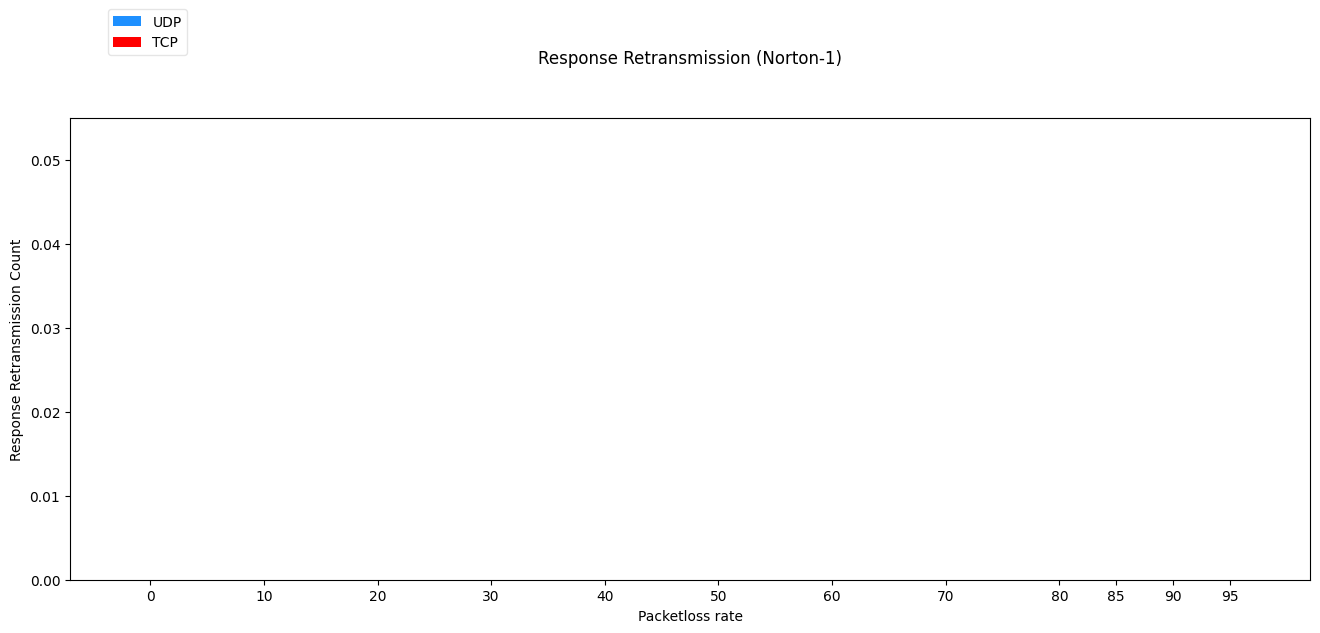 UDP
TCP
Response Retransmission (Norton-1)
Response Retransmission Count
0.05
0.04
0.03
0.02
0.01
0.00
0 10 20 30 40 50 60 70 80 85 90 95
Packetloss rate